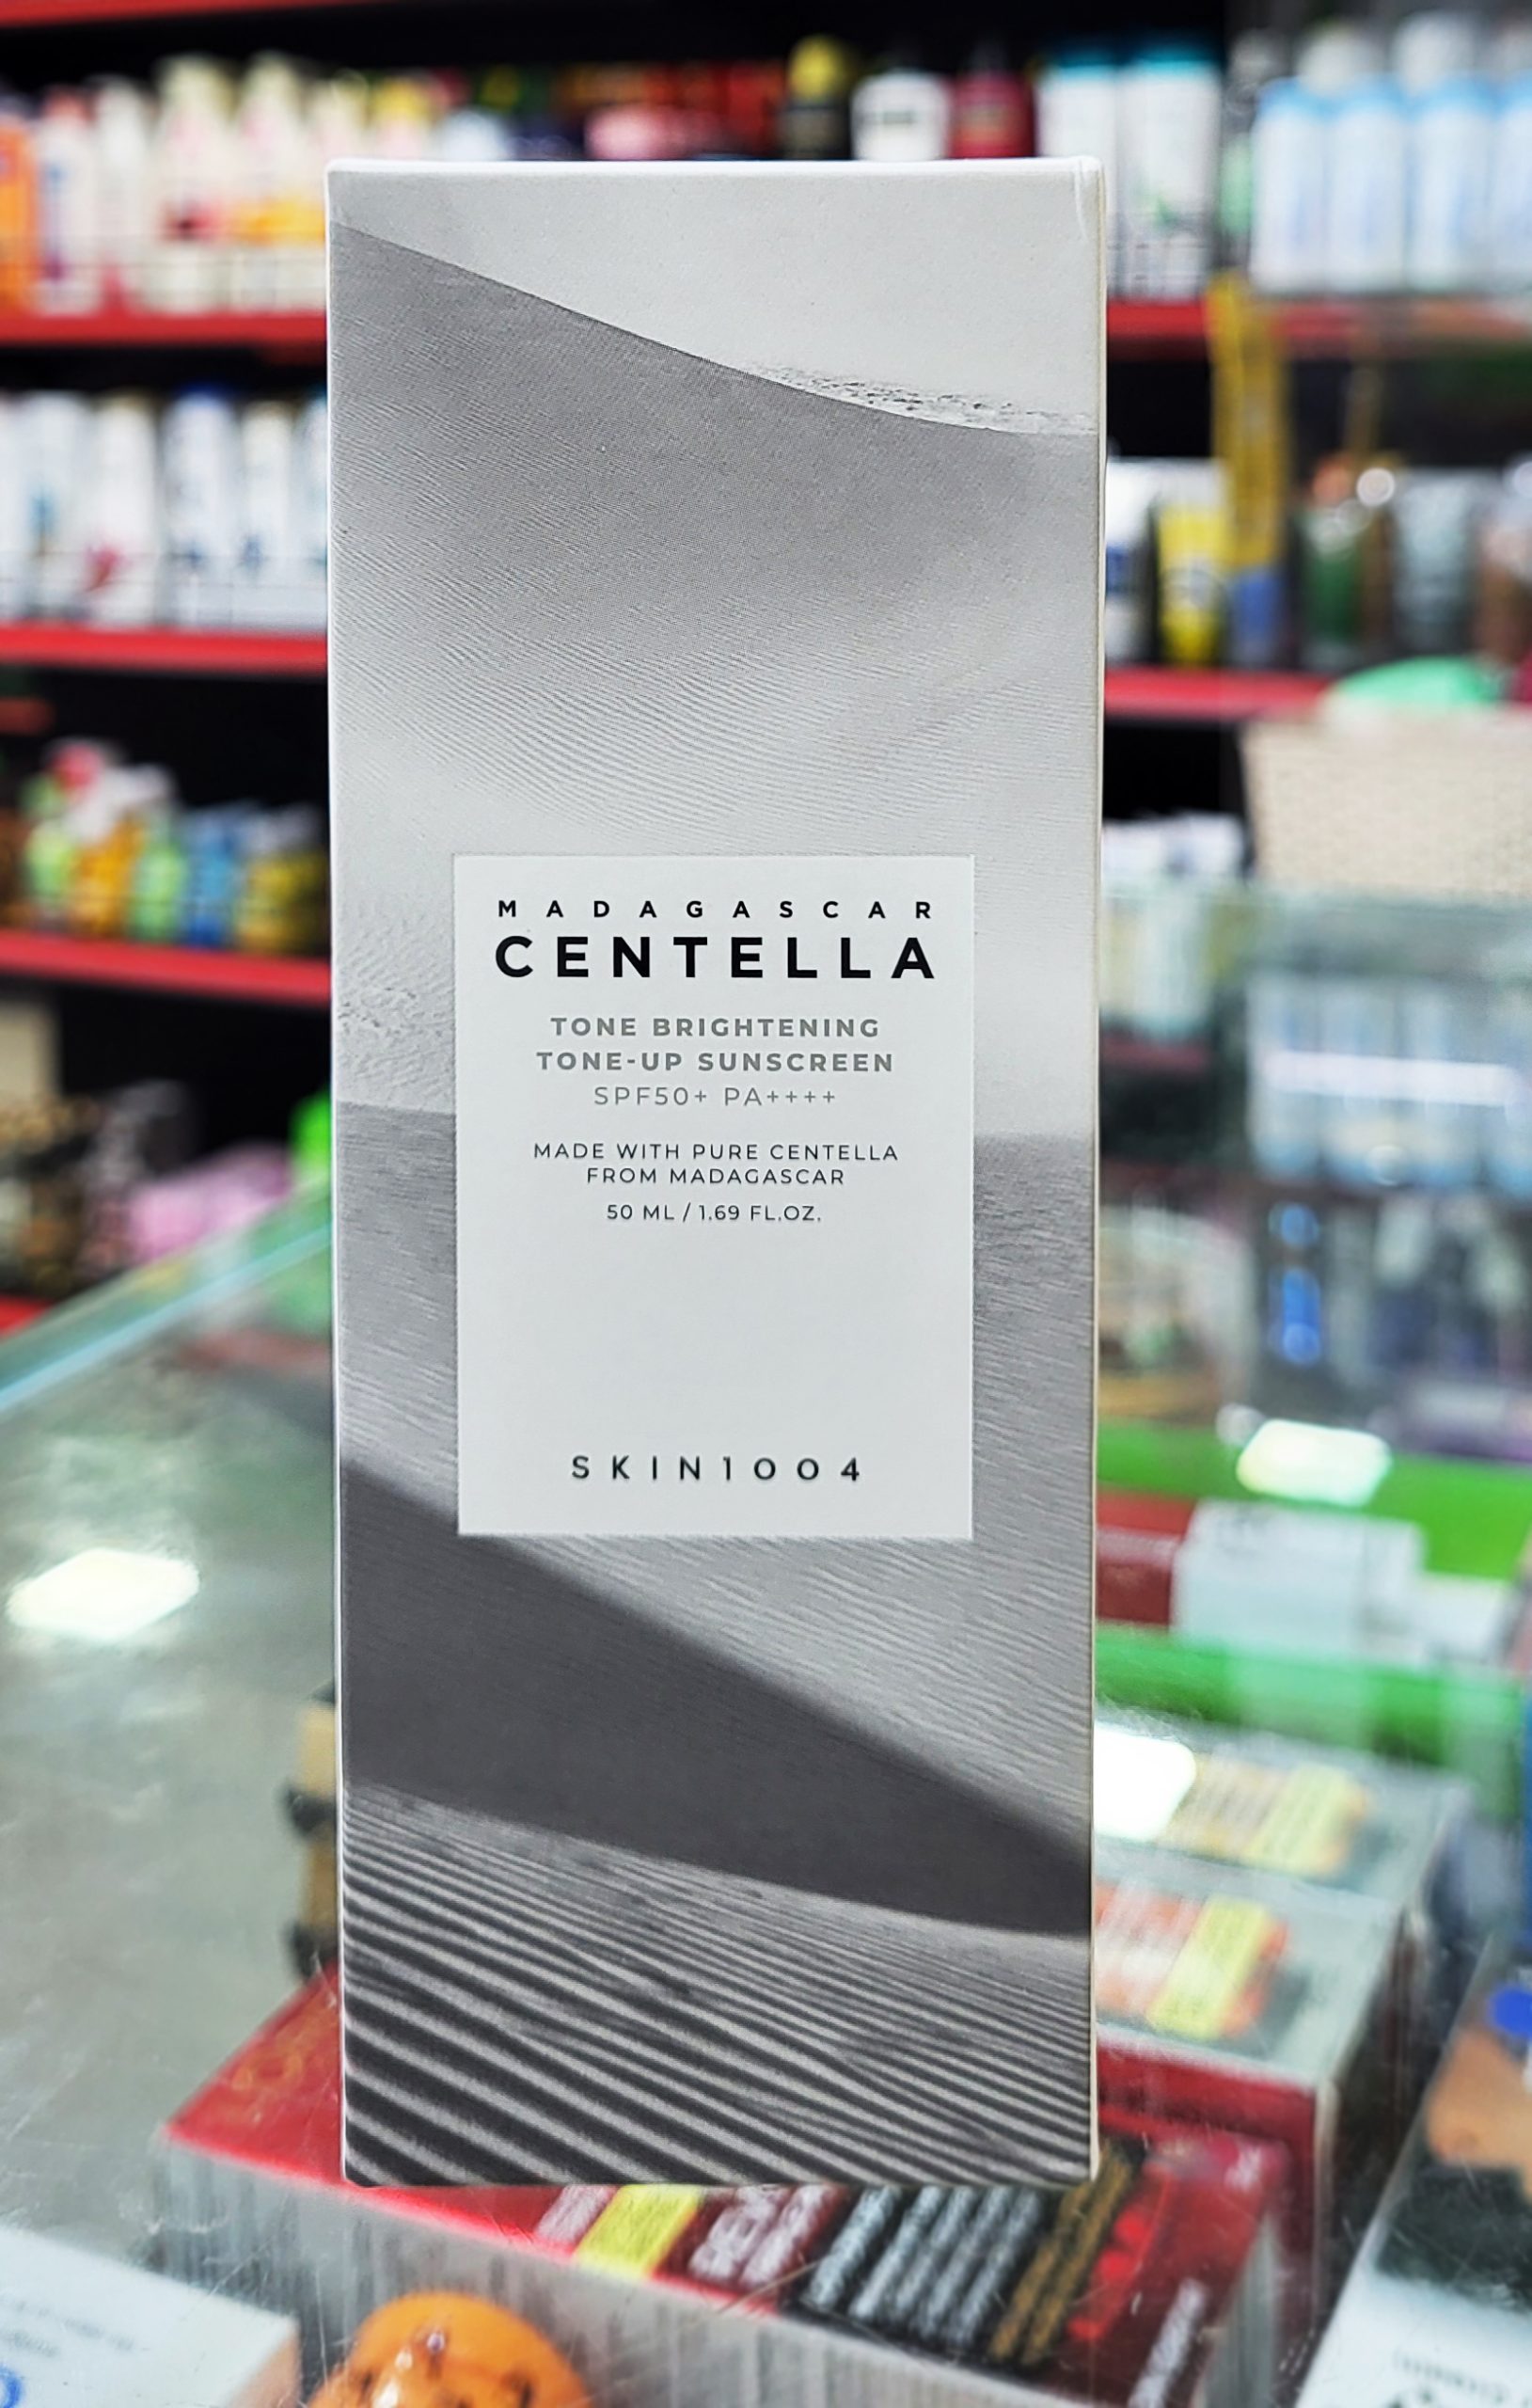 MADAGASCAR
CENTELLA
TONE BRIGHTENING
TONE-UP SUNSCREEN
SPF50+ PA++++
MADE WITH PURE CENTELLA
FROM MADAGASCAR
50 ML / 1.69 FL.OZ.
SKIN1004